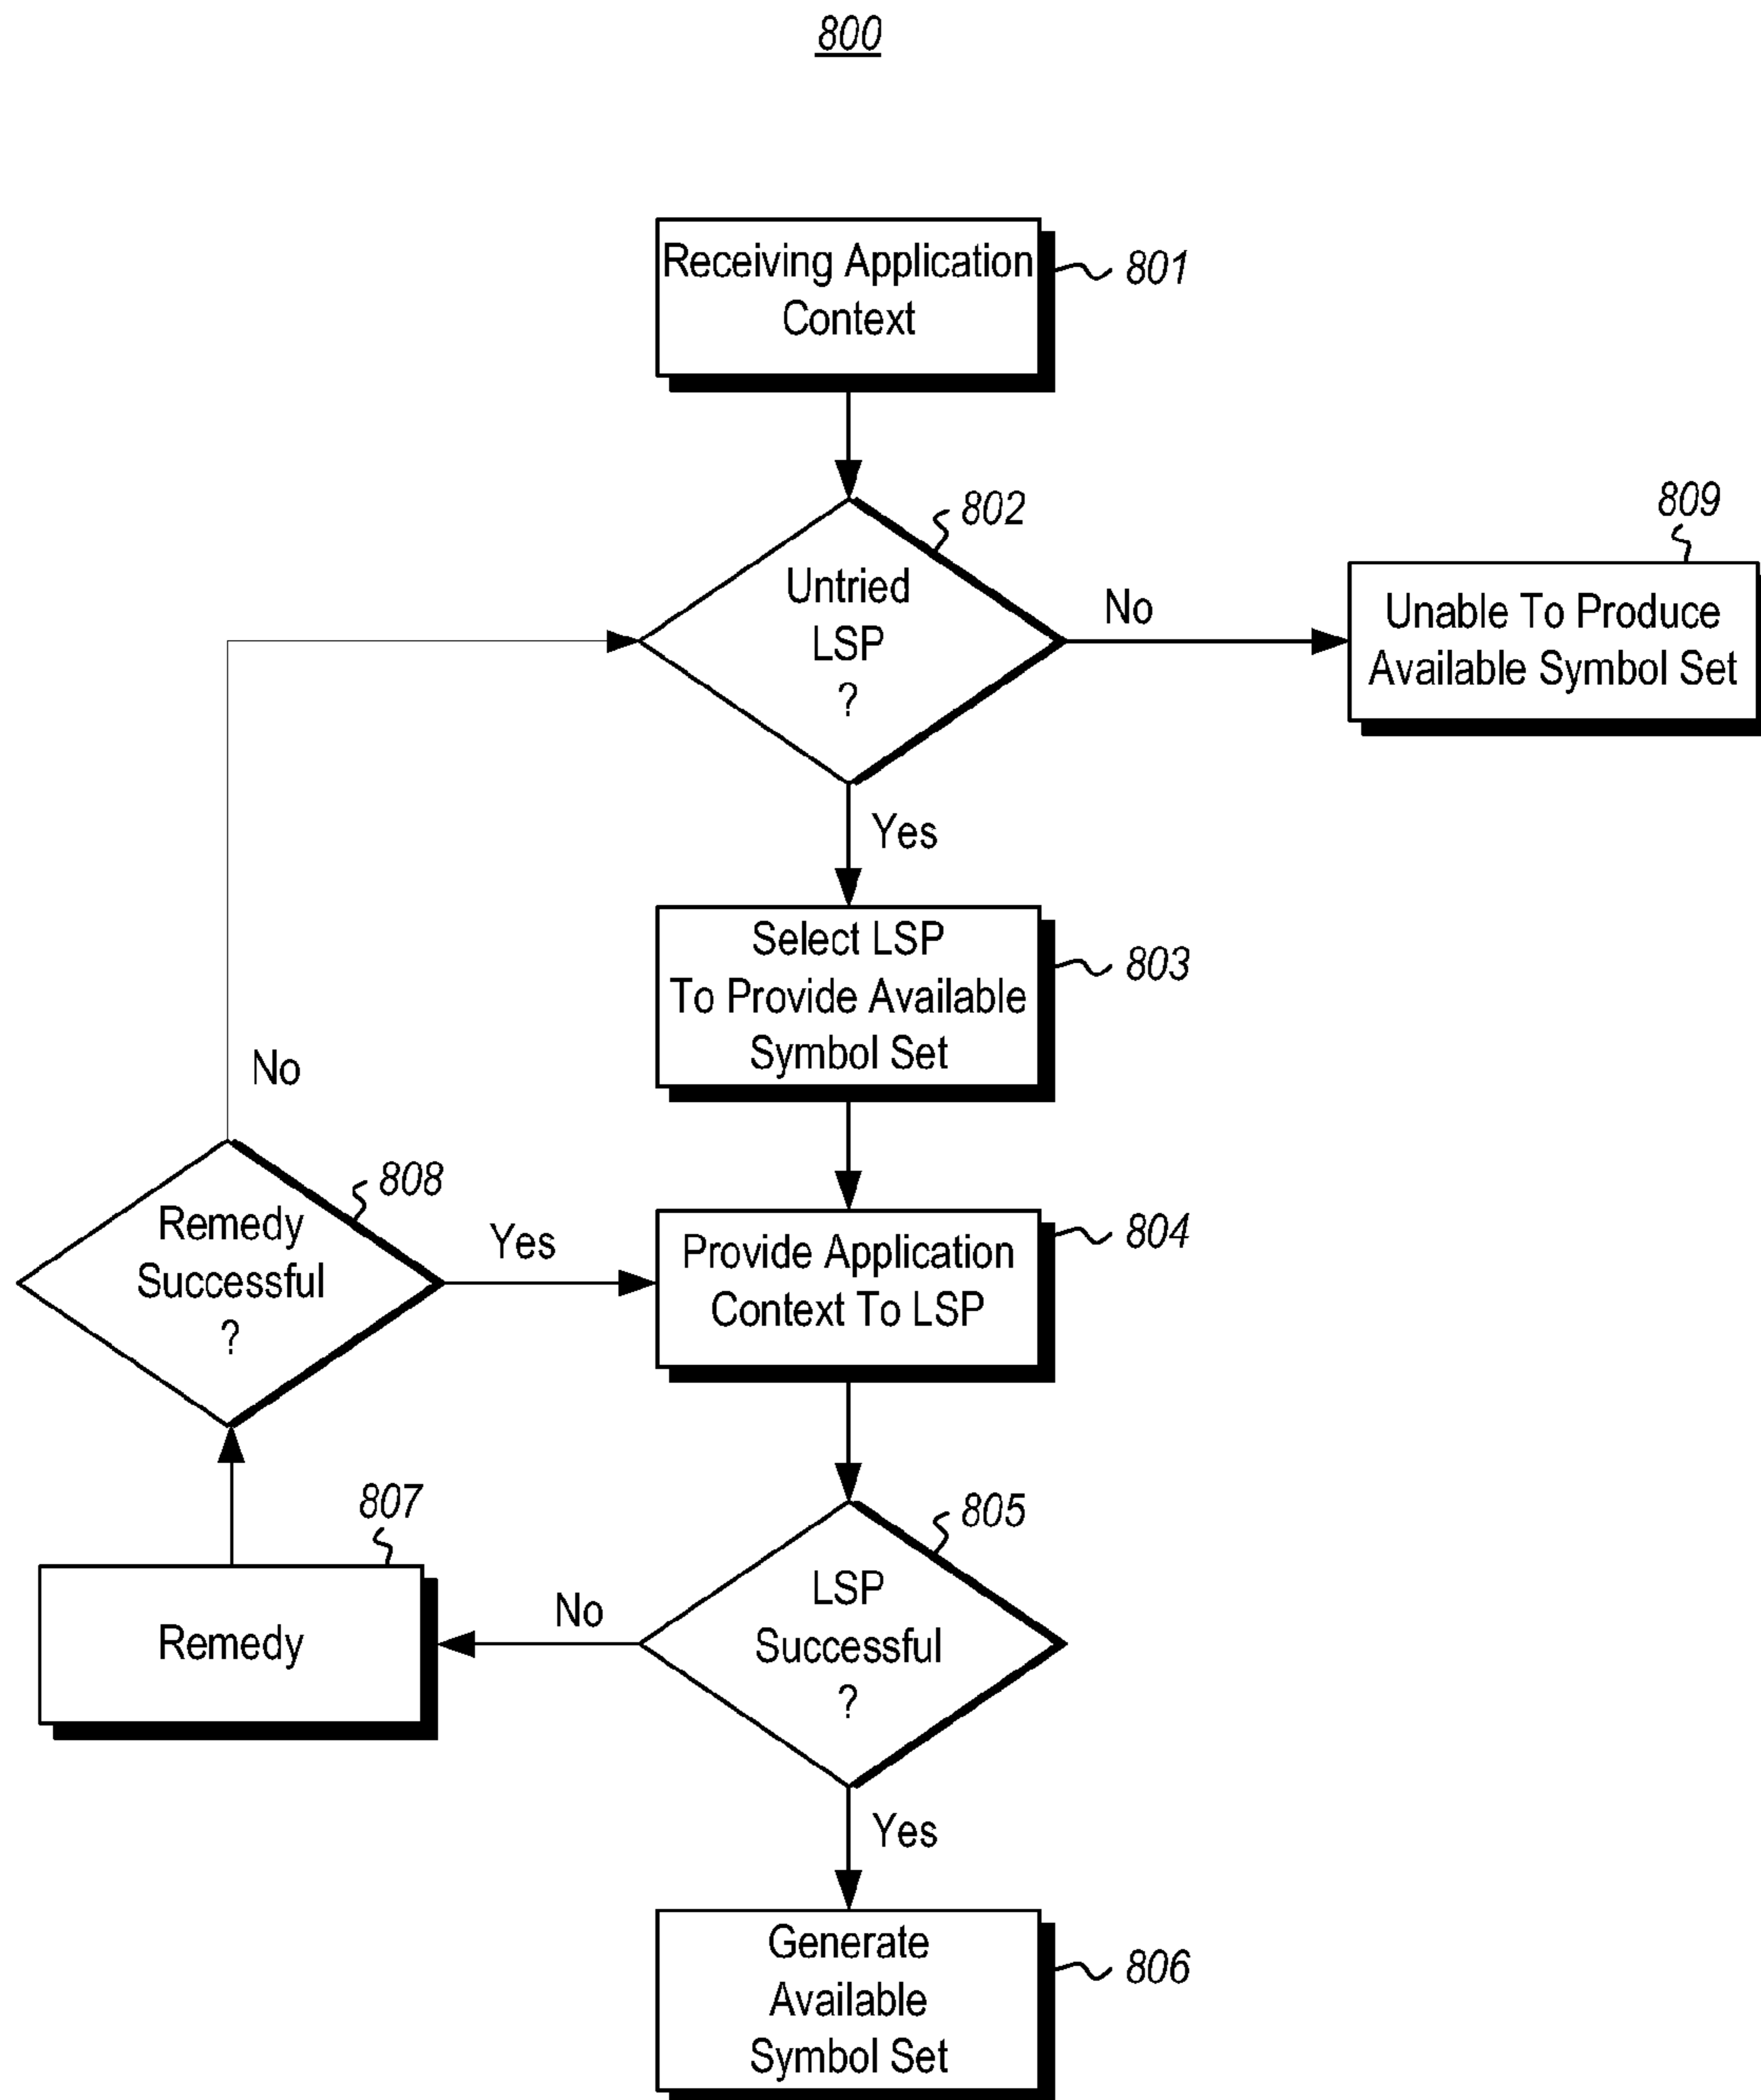 800
Receiving Application
Context
801
802
Untried
LSP
?
No
809
Unable To Produce
Available Symbol Set
Yes
Select LSP
To Provide Available
Symbol Set
803
No
808
Remedy
Successful
?
Yes
Provide Application
Context To LSP
804
807
Remedy
No
805
LSP
Successful
?
Yes
Generate
Available
Symbol Set
806